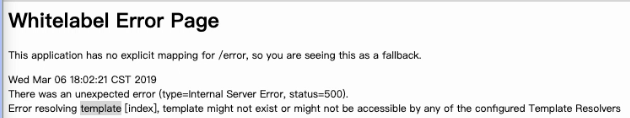 Whitelabel Error Page
This application has no explicit mapping for /error, so you are seeing this as a fallback.
Wed Mar 06 18:02:21 CST 2019
There was an unexpected error (type=Internal Server Error, status=500).
Error resolving template [index], template might not exist or might not be accessible by any of the configured Template Resolvers